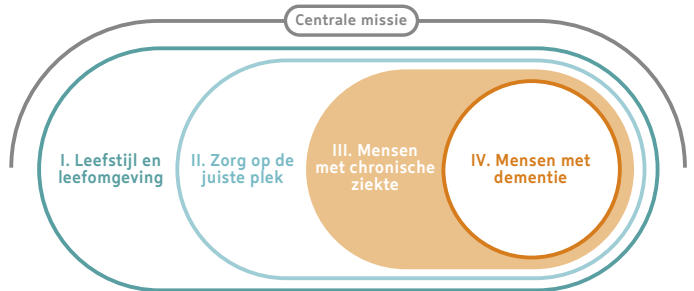 Centrale missie
I. Leefstijl en
leefomgeving
II. Zorg op de
juiste plek
III. Mensen
met chronische
ziekte
IV. Mensen met
dementie